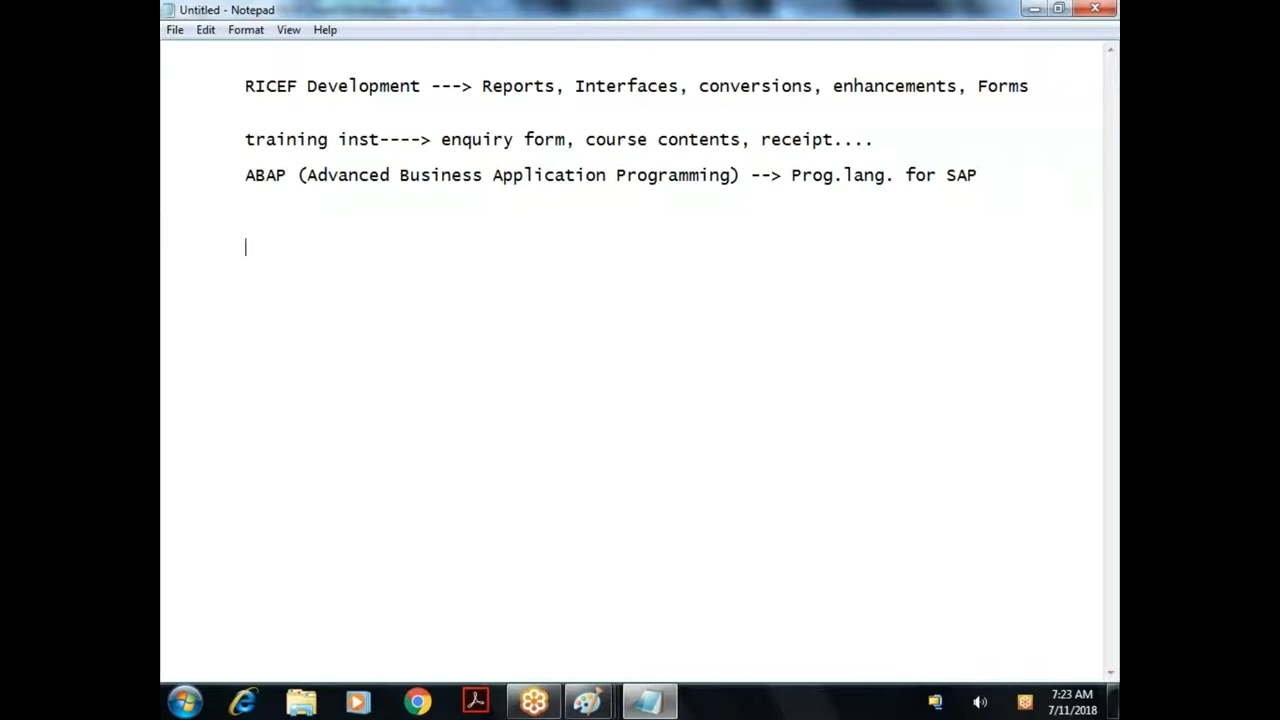 Untitled - Notepad
File Edit Format View Help
RICEF Development ---> Reports, Interfaces, conversions, enhancements, Forms
training inst----> enquiry form, course contents, receipt....
ABAP (Advanced Business Application Programming) --> Prog.lang. for SAP
7:23 AM
7/11/2018